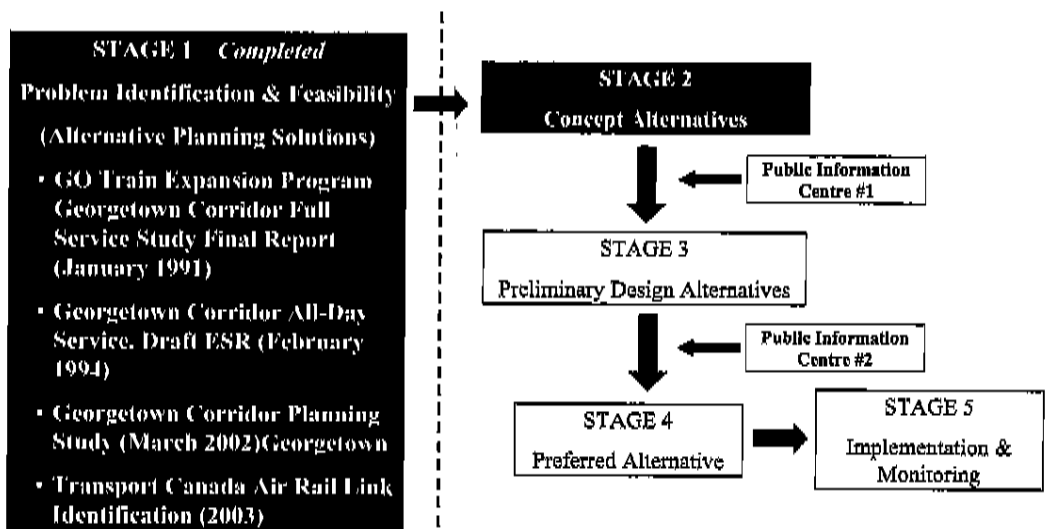 STAGE 1 Completed
Problem Identification & Feasibility
(Alternative Planning Solutions)
• GO Train Expansion Program
Georgetown Corridor Full
Service Study Final Report
(January 1991)
• Georgetown Corridor All-Day
Service. Draft ESR (February
1994)
• Georgetown Corridor Planning
Study (March 2002)Georgetown
• Transport Canada Air Rail Link
Identification (2003)
STAGE 2
Concept Alternatives
Public Information
Centre #1
STAGE 3
Preliminary Design Alternatives
Public Information
Centre #2
STAGE 4
Preferred Alternative
STAGE 5
Implementation &
Monitoring